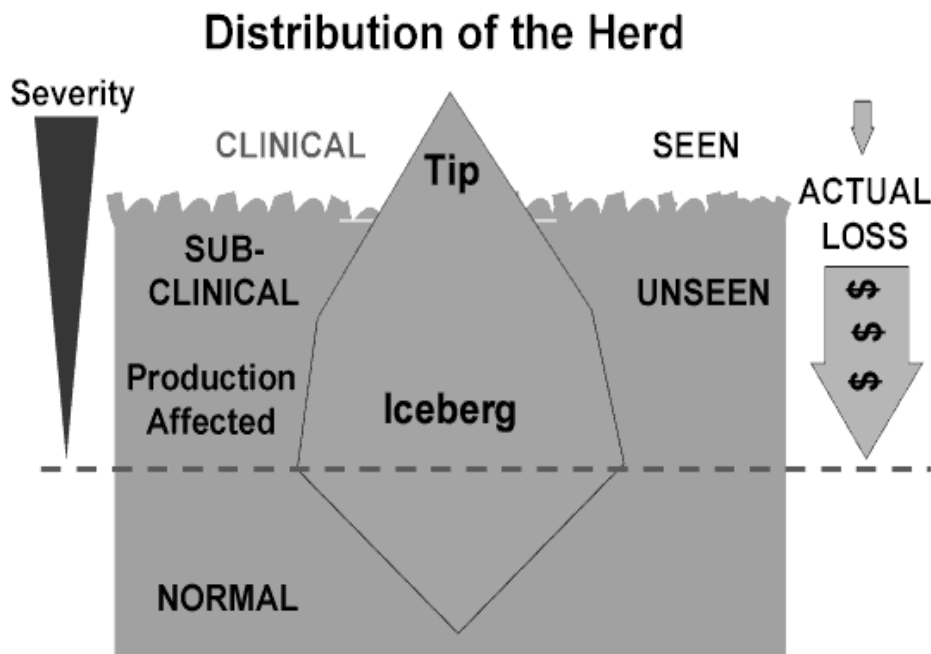 Distribution of the Herd
Severity
CLINICAL
Tip
SEEN
ACTUAL
LOSS
SUB-
CLINICAL
UNSEEN
$
$
$
Production
Affected
Iceberg
NORMAL